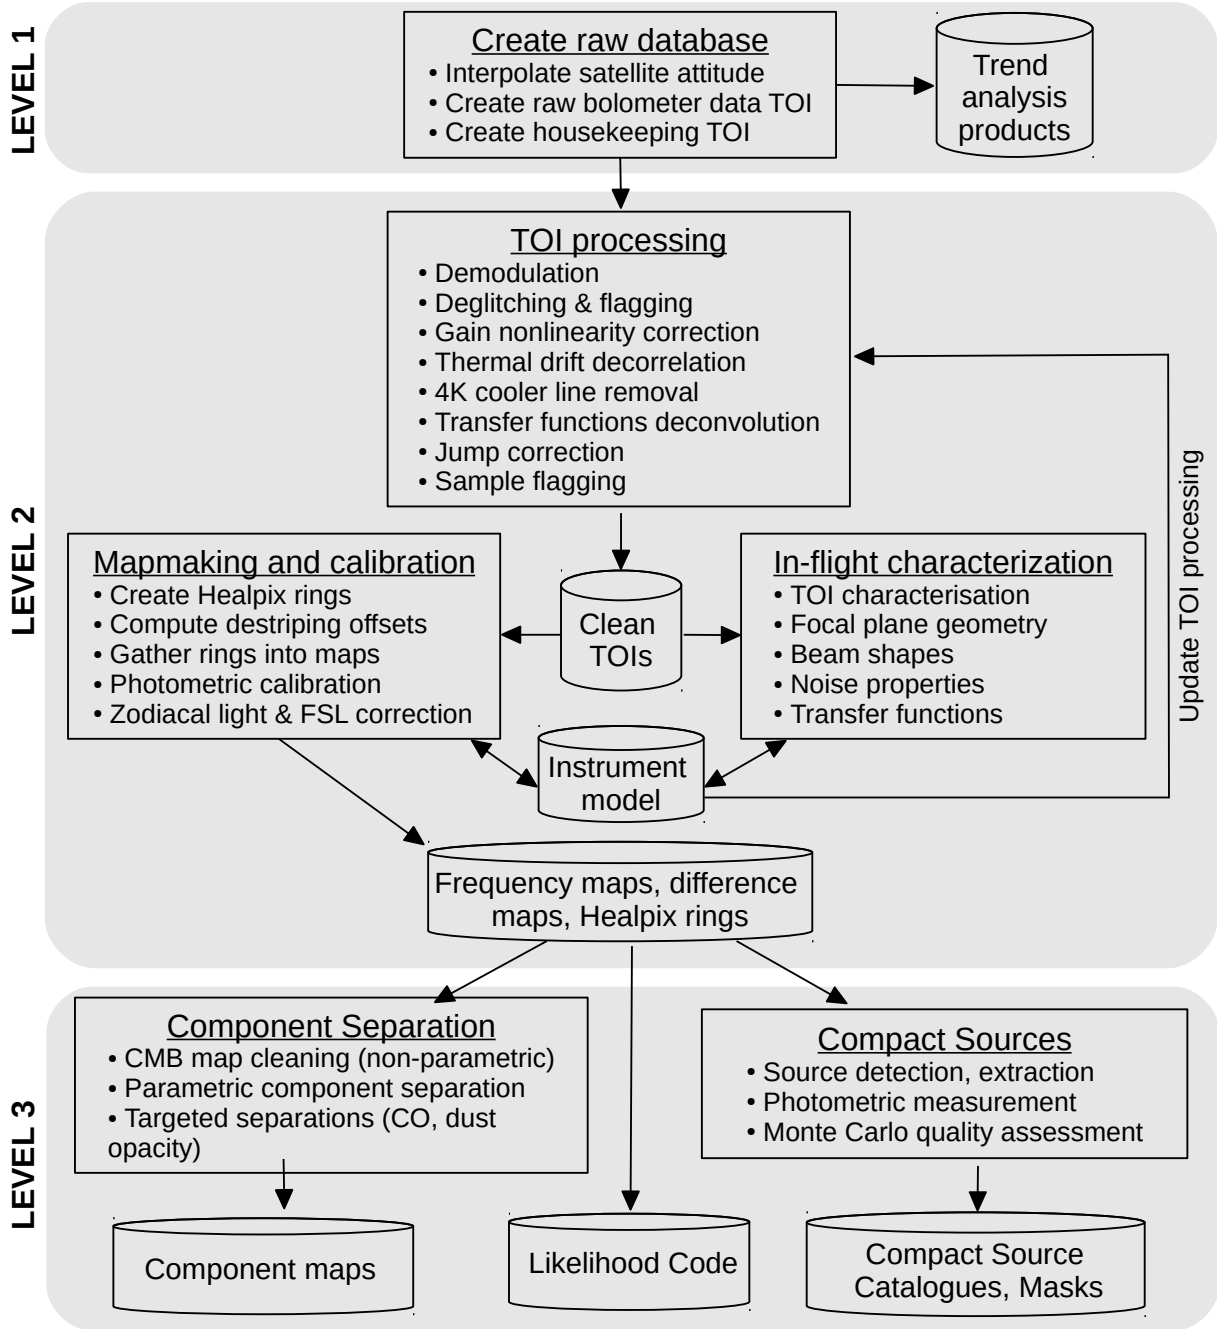 LEVEL 1
Create raw database
• Interpolate satellite attitude
• Create raw bolometer data TOI
• Create housekeeping TOI
Trend
analysis
products
LEVEL 2
TOI processing
• Demodulation
• Deglitching & flagging
• Gain nonlinearity correction
• Thermal drift decorrelation
• 4K cooler line removal
• Transfer functions deconvolution
• Jump correction
• Sample flagging
Update TOI processing
Mapmaking and calibration
• Create Healpix rings
• Compute destriping offsets
• Gather rings into maps
• Photometric calibration
• Zodiacal light & FSL correction
Clean
TOIs
In-flight characterization
• TOI characterisation
• Focal plane geometry
• Beam shapes
• Noise properties
• Transfer functions
Instrument
model
Frequency maps, difference
maps, Healpix rings
LEVEL 3
Component Separation
• CMB map cleaning (non-parametric)
• Parametric component separation
• Targeted separations (CO, dust
opacity)
Compact Sources
• Source detection, extraction
• Photometric measurement
• Monte Carlo quality assessment
Component maps
Likelihood Code
Compact Source
Catalogues, Masks